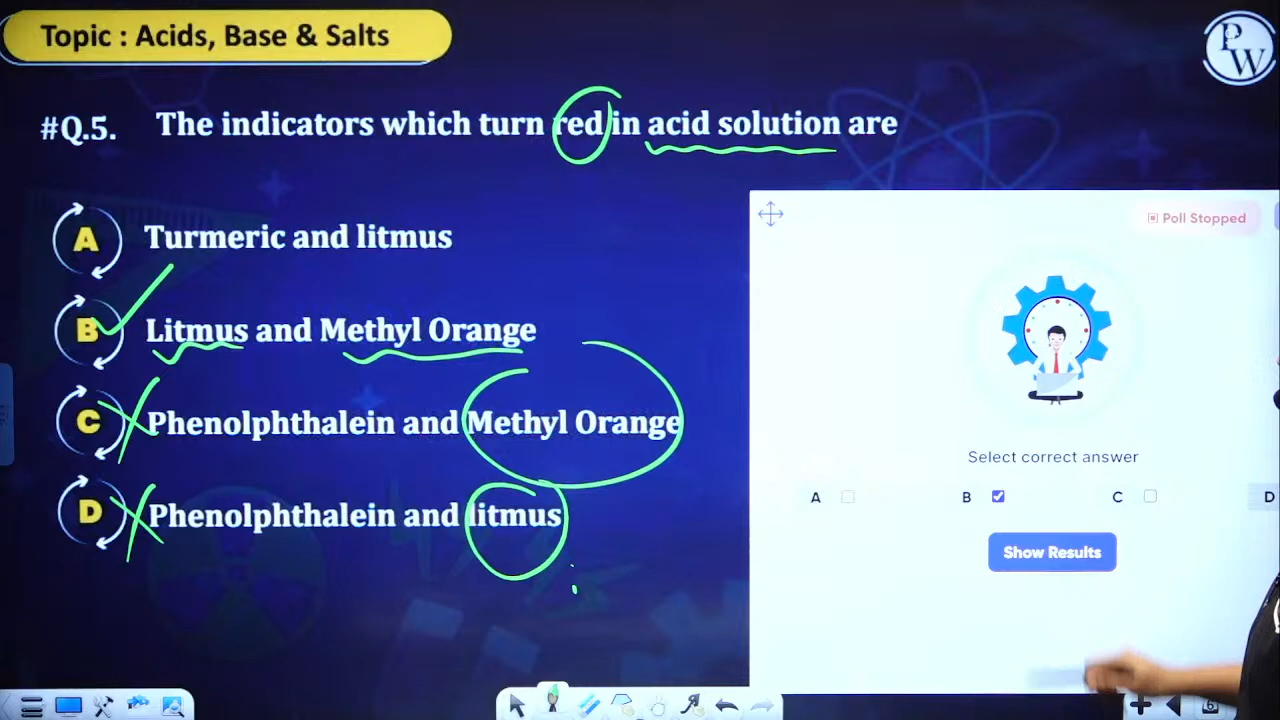 Topic : Acids, Base & Salts
PW
#Q.5. The indicators which turn red in acid solution are
A Turmeric and litmus
B Litmus and Methyl Orange
C Phenolphthalein and Methyl Orange
D Phenolphthalein and litmus
Poll Stopped
Select correct answer
A B C D
Show Results